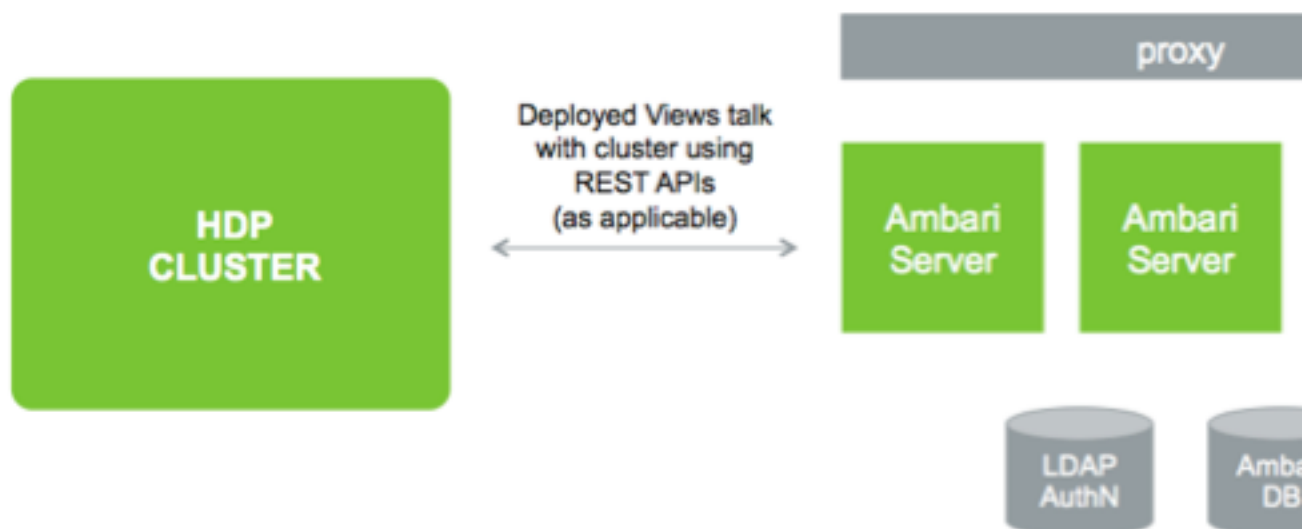 proxy
Deployed Views talk
with cluster using
REST APIs
(as applicable)
HDP
CLUSTER
Ambari
Server
Ambari
Server
LDAP
AuthN
DB